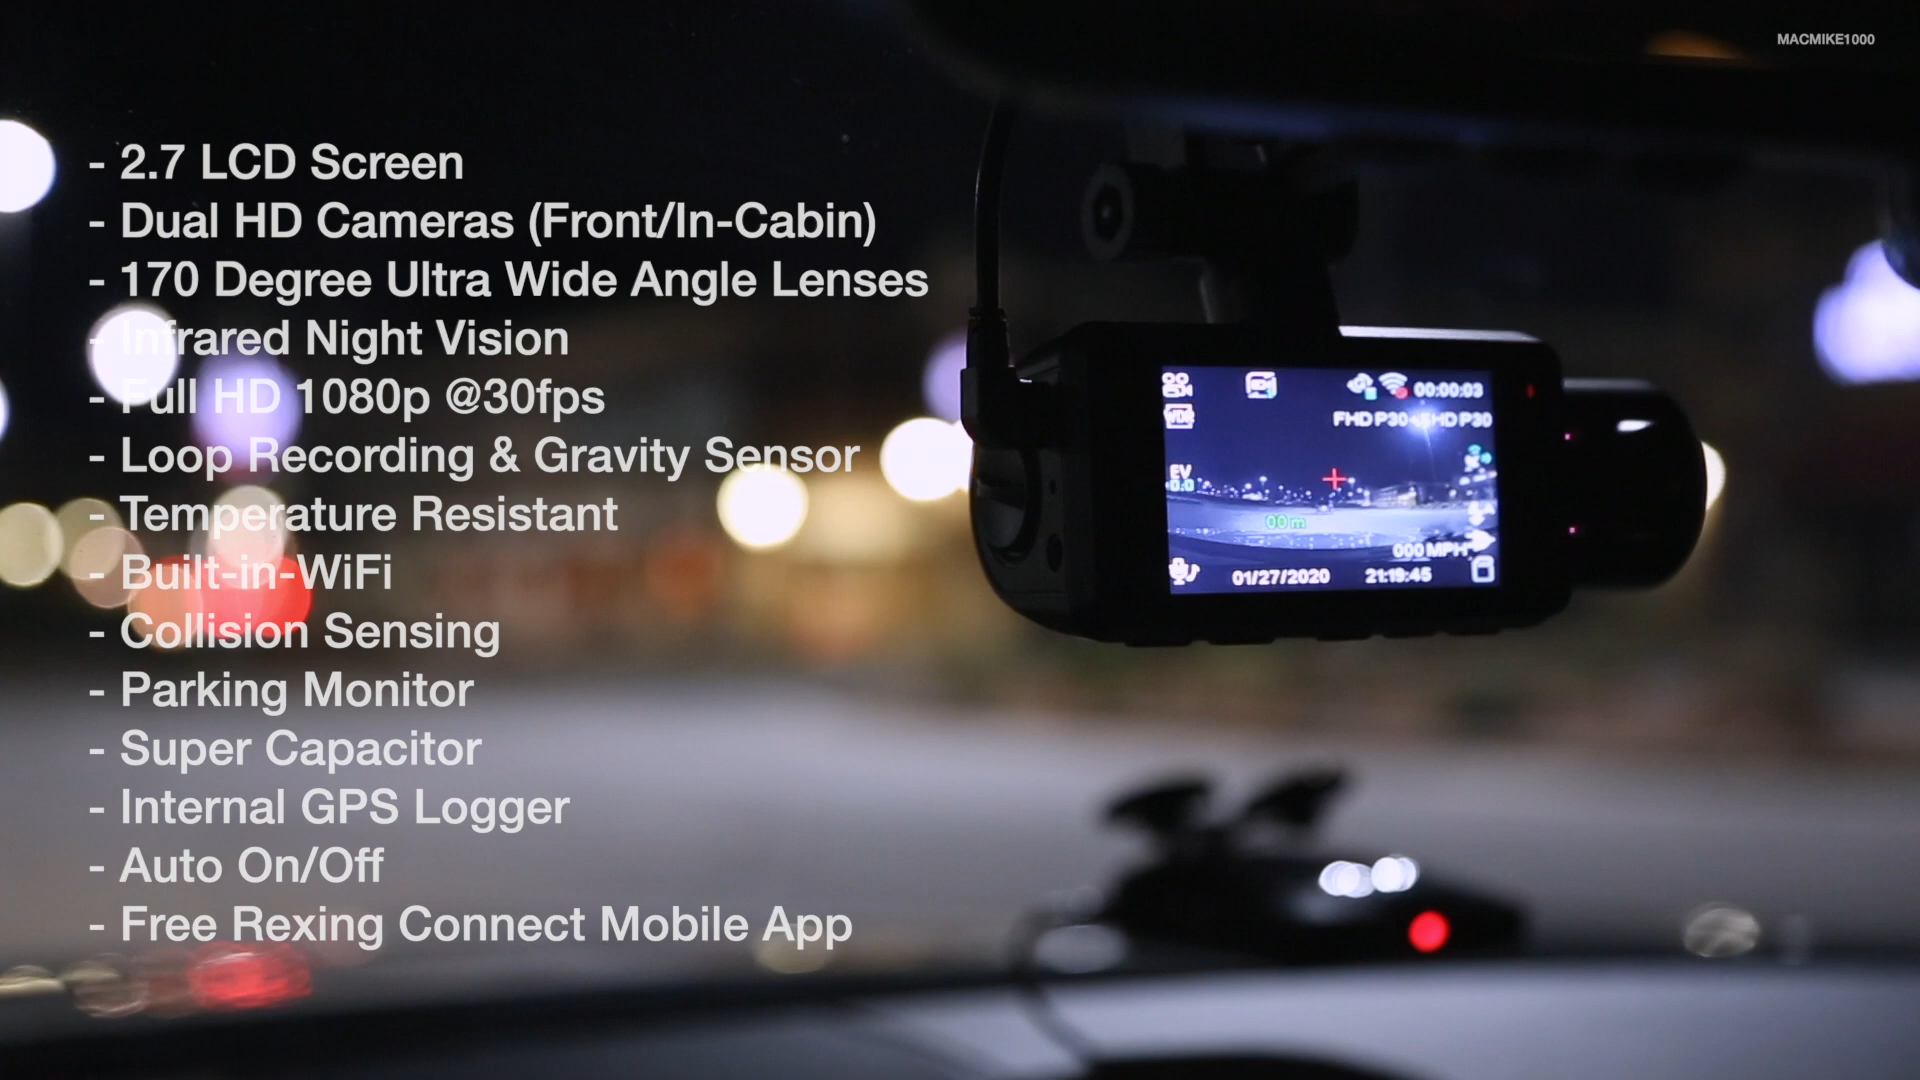 MACMIKE1000
- 2.7 LCD Screen
- Dual HD Cameras (Front/In-Cabin)
- 170 Degree Ultra Wide Angle Lenses
- Infrared Night Vision
- Full HD 1080p @30fps
- Loop Recording & Gravity Sensor
- Temperature Resistant
- Built-in-WiFi
- Collision Sensing
- Parking Monitor
- Super Capacitor
- Internal GPS Logger
- Auto On/Off
- Free Rexing Connect Mobile App
00:00:03
WDR
FHD P30+FHD P30
EV
0.0
00 m
000 MPH
01/27/2020 21:19:45